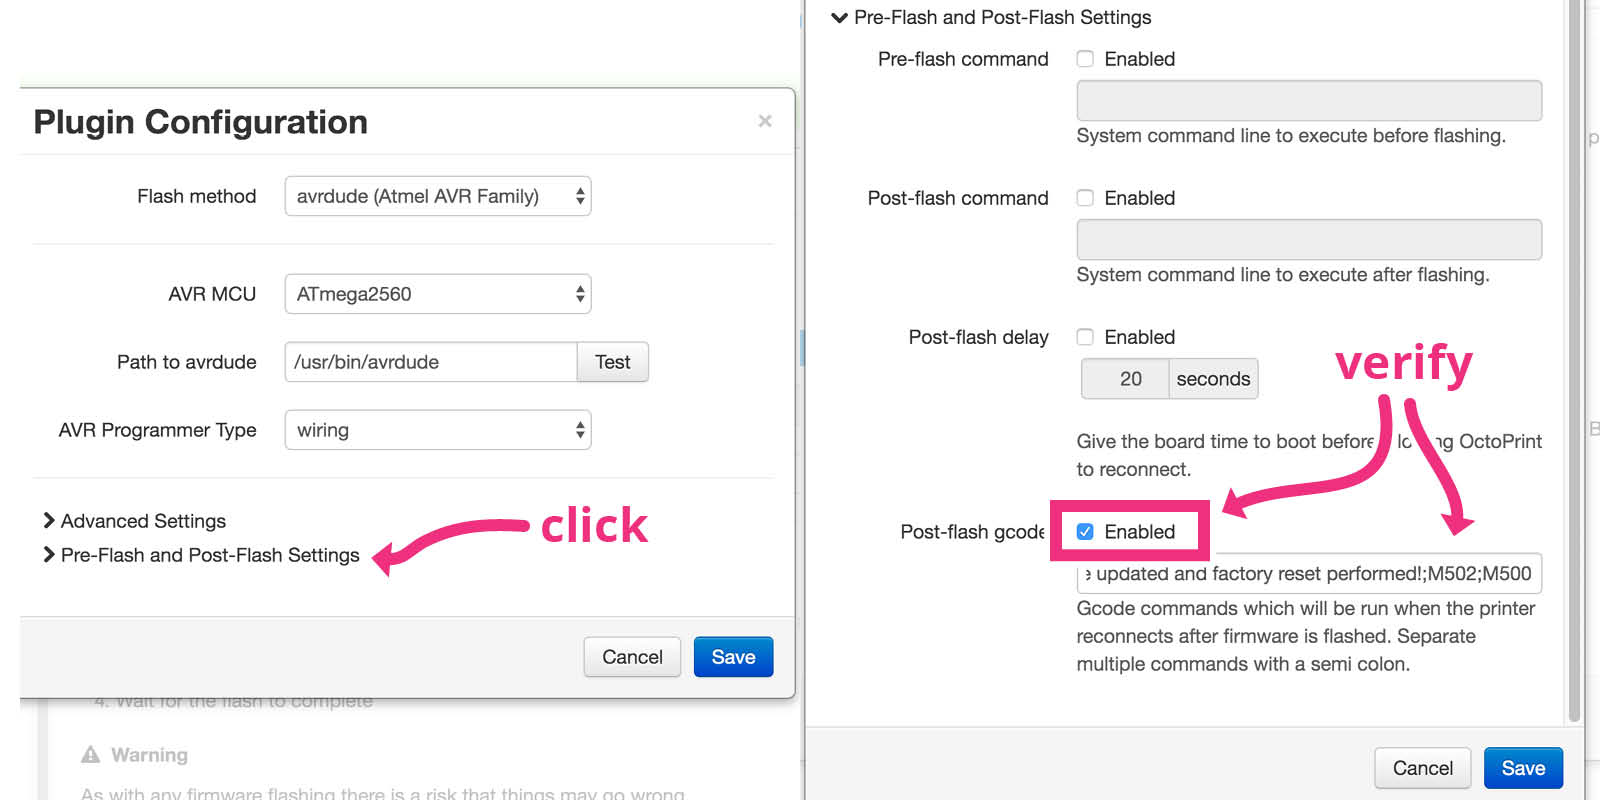 Plugin Configuration
×
Flash method
avrdude (Atmel AVR Family)
AVR MCU
ATmega2560
Path to avrdude
/usr/bin/avrdude
Test
AVR Programmer Type
wiring
Advanced Settings
Pre-Flash and Post-Flash Settings
click
Cancel
Save
4. Wait for the flash to complete
Warning
As with any firmware flashing there is a risk that things may go wrong
Pre-Flash and Post-Flash Settings
Pre-flash command
Enabled
System command line to execute before flashing.
Post-flash command
Enabled
System command line to execute after flashing.
Post-flash delay
Enabled
20 seconds
verify
Give the board time to boot before OctoPrint
to reconnect.
Post-flash gcode
Enabled
updated and factory reset performed!;M502;M500
Gcode commands which will be run when the printer
reconnects after firmware is flashed. Separate
multiple commands with a semi colon.
Cancel
Save